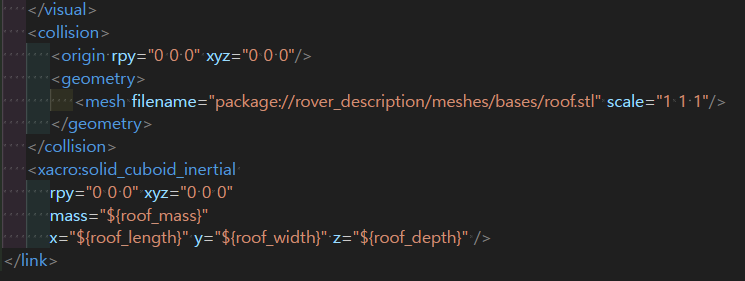 </visual>
<collision>
<origin rpy="0 0 0" xyz="0 0 0"/>
<geometry>
<mesh filename="package://rover_description/meshes/bases/roof.stl" scale="1 1 1"/>
</geometry>
</collision>
<xacro:solid_cuboid_inertial
rpy="0 0 0" xyz="0 0 0"
mass="${roof_mass}"
x="${roof_length}" y="${roof_width}" z="${roof_depth}" />
</link>